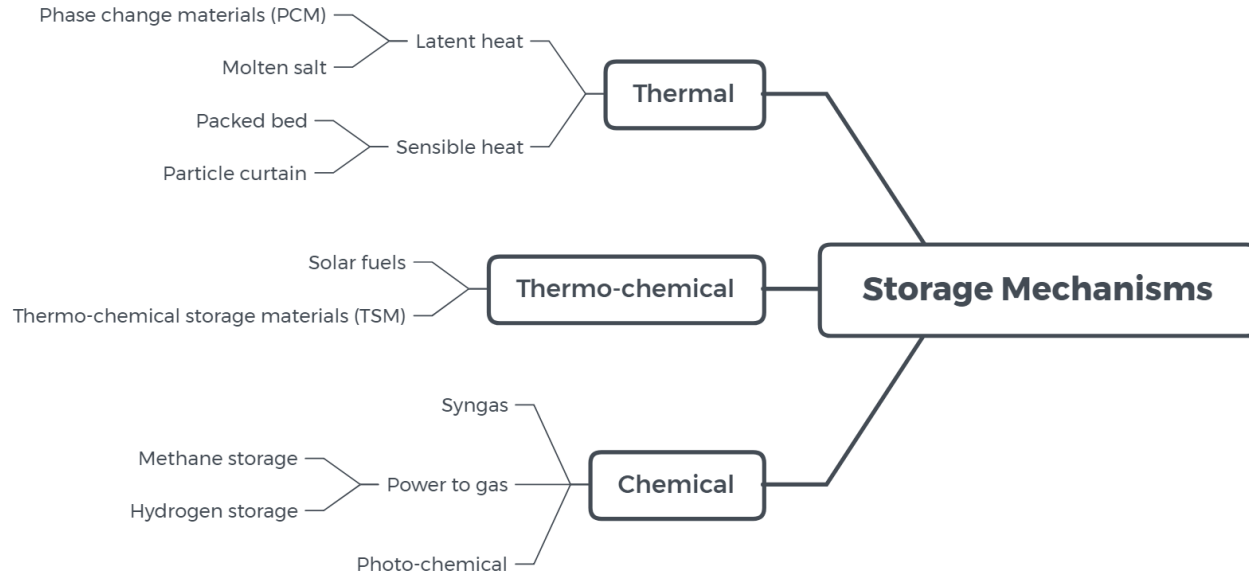 Phase change materials (PCM)
Latent heat
Molten salt
Thermal
Packed bed
Sensible heat
Particle curtain
Solar fuels
Thermo-chemical
Storage Mechanisms
Thermo-chemical storage materials (TSM)
Syngas
Methane storage
Power to gas
Chemical
Hydrogen storage
Photo-chemical